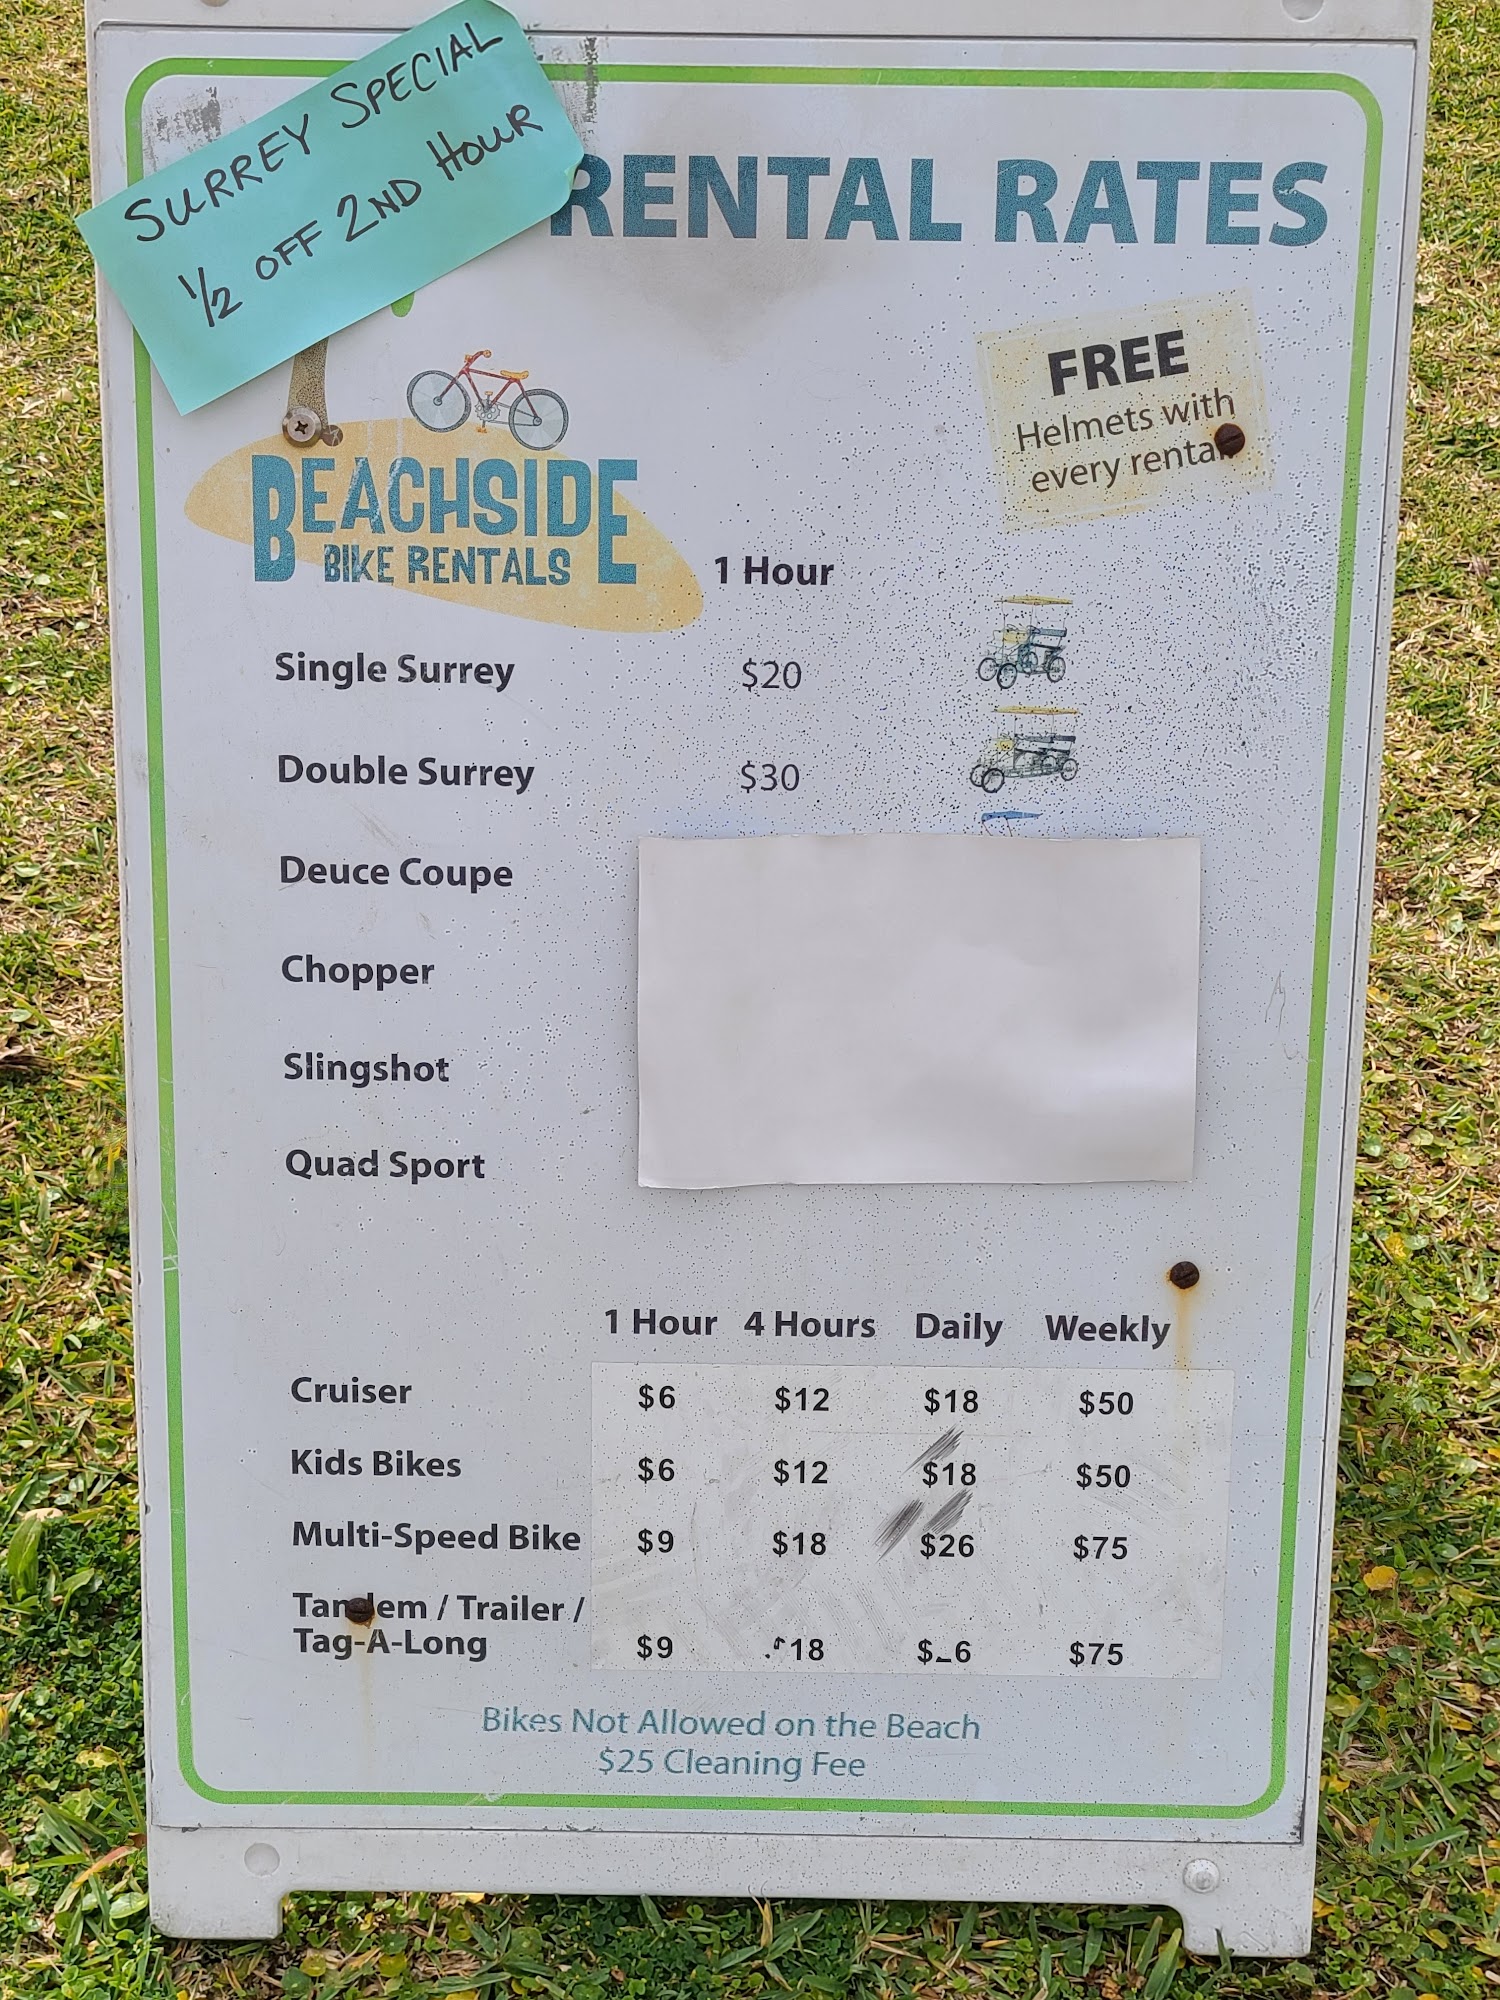 SURREY SPECIAL
1/2 OFF 2ND HOUR
RENTAL RATES
FREE
Helmets with
every rental
BEACHSIDE
BIKE RENTALS
1 Hour
Single Surrey $20
Double Surrey $30
Deuce Coupe
Chopper
Slingshot
Quad Sport
1 Hour 4 Hours Daily Weekly
Cruiser $6 $12 $18 $50
Kids Bikes $6 $12 $18 $50
Multi-Speed Bike $9 $18 $26 $75
Tandem / Trailer /
Tag-A-Long $9 18 $75
Bikes Not Allowed on the Beach
$25 Cleaning Fee